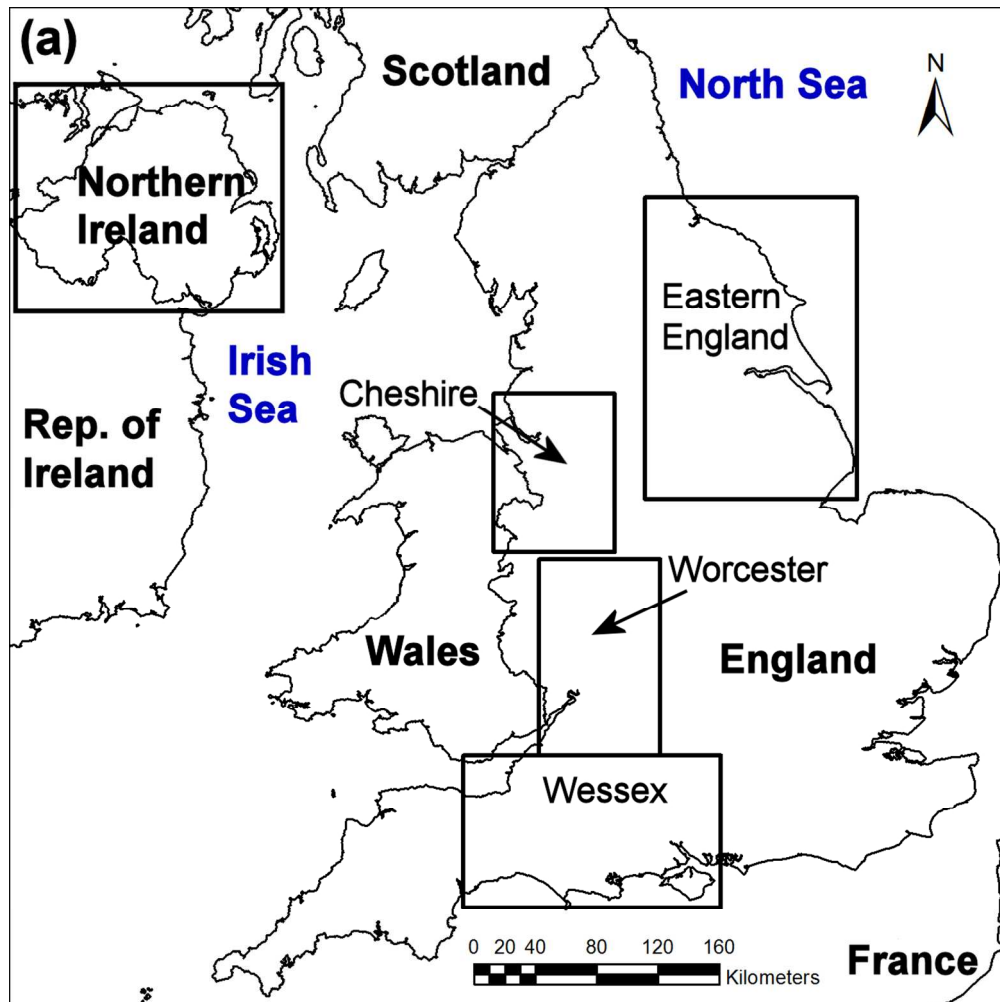 (a)
Scotland
North Sea
N
Northern
Ireland
Eastern
England
Irish
Sea
Cheshire
Rep. of
Ireland
Worcester
Wales
England
Wessex
0 20 40 80 120 160
Kilometers
France